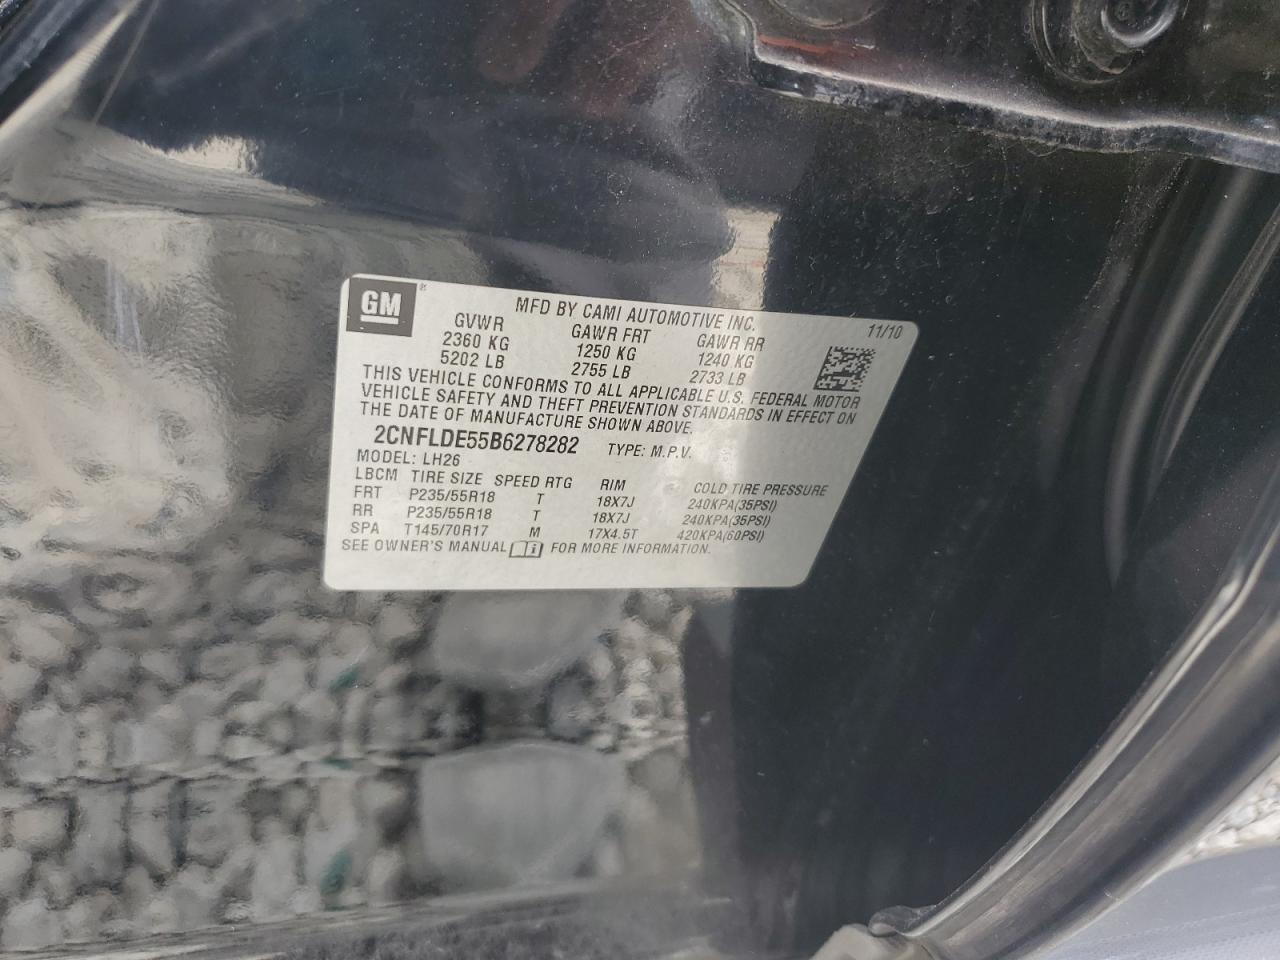 GM ®
MFD BY CAMI AUTOMOTIVE INC. 11/10
GVWR GAWR FRT GAWR RR
2360 KG 1250 KG 1240 KG
5202 LB 2755 LB 2733 LB
THIS VEHICLE CONFORMS TO ALL APPLICABLE U.S. FEDERAL MOTOR
VEHICLE SAFETY AND THEFT PREVENTION STANDARDS IN EFFECT ON
THE DATE OF MANUFACTURE SHOWN ABOVE.
2CNFLDE55B6278282 TYPE: M.P.V.
MODEL: LH26
LBCM TIRE SIZE SPEED RTG RIM COLD TIRE PRESSURE
FRT P235/55R18 T 18X7J 240KPA(35PSI)
RR P235/55R18 T 18X7J 240KPA(35PSI)
SPA T145/70R17 M 17X4.5T 420KPA(60PSI)
SEE OWNER'S MANUAL FOR MORE INFORMATION.